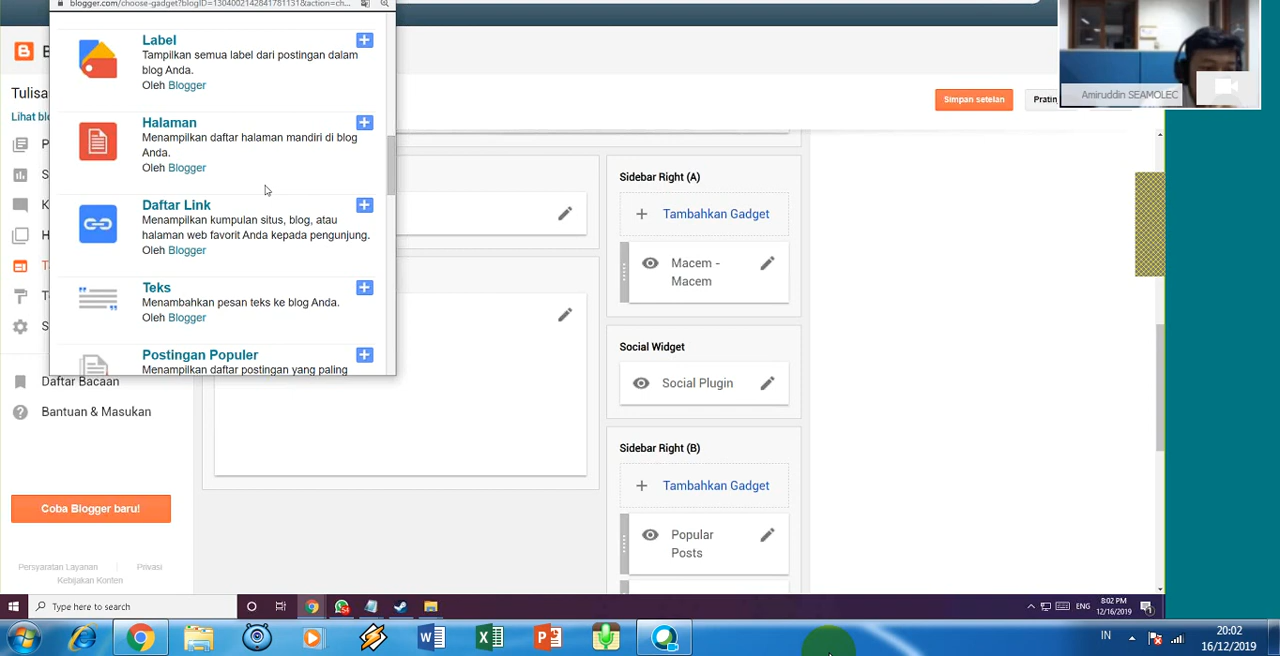 blogger.com/choose-gadget?blogID=1304002142841781131&action=ch...
Label
Tampilkan semua label dari postingan dalam
blog Anda.
Oleh Blogger
Halaman
Menampilkan daftar halaman mandiri di blog
Anda.
Oleh Blogger
Daftar Link
Menampilkan kumpulan situs, blog, atau
halaman web favorit Anda kepada pengunjung.
Oleh Blogger
Teks
Menambahkan pesan teks ke blog Anda.
Oleh Blogger
Postingan Populer
Menampilkan daftar postingan yang paling
B
Tulisa
Lihat blo
P
S
K
H
T
T
S
Daftar Bacaan
Bantuan & Masukan
Coba Blogger baru!
Persyaratan Layanan
Privasi
Kebijakan Konten
Simpan setelan
Pratin
Amiruddin SEAMOLEC
Sidebar Right (A)
+ Tambahkan Gadget
Macem -
Macem
Social Widget
Social Plugin
Sidebar Right (B)
+ Tambahkan Gadget
Popular
Posts
Type here to search
ENG
8:02 PM
12/16/2019
IN
20:02
16/12/2019